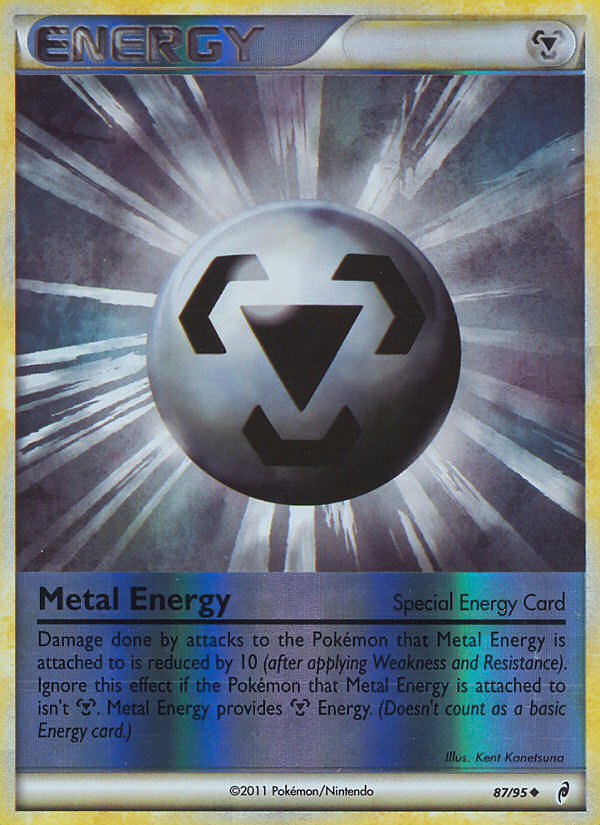 ENERGY
Metal Energy Special Energy Card
Damage done by attacks to the Pokémon that Metal Energy is
attached to is reduced by 10 (after applying Weakness and Resistance).
Ignore this effect if the Pokémon that Metal Energy is attached to
isn't . Metal Energy provides Energy. (Doesn't count as a basic
Energy card.)
Illus. Kent Kanetsuna
©2011 Pokémon/Nintendo 87/95